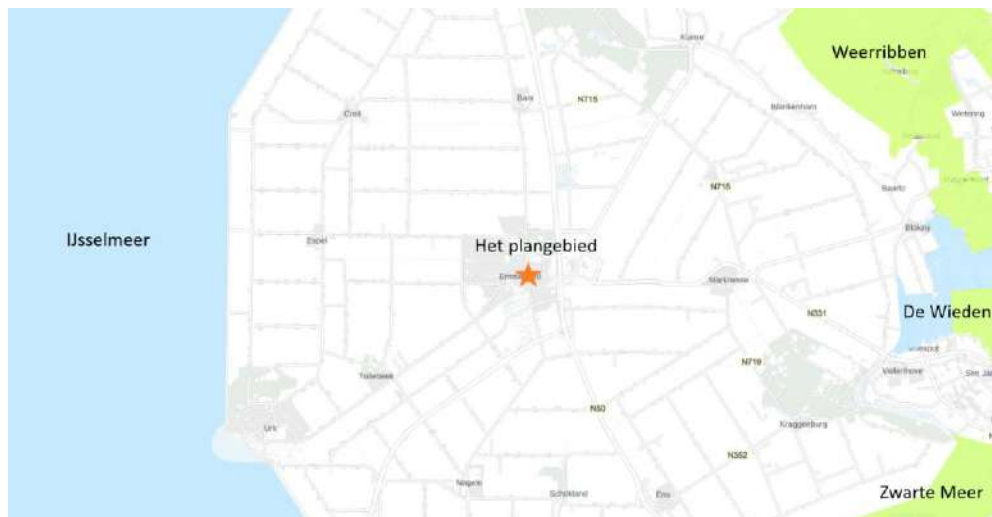 Weerribben
Kuinre
Bant
N715
Creil
Blankenham
Wetering
N715
Baarlo
Blokzijl
IJsselmeer
Espel
Het plangebied
Marknesse
De Wieden
N331
Vollenhove
N719
Tollebeek
N50
Urk
Kraggenburg
N352
Nagele
Schokland
Ens
Zwarte Meer